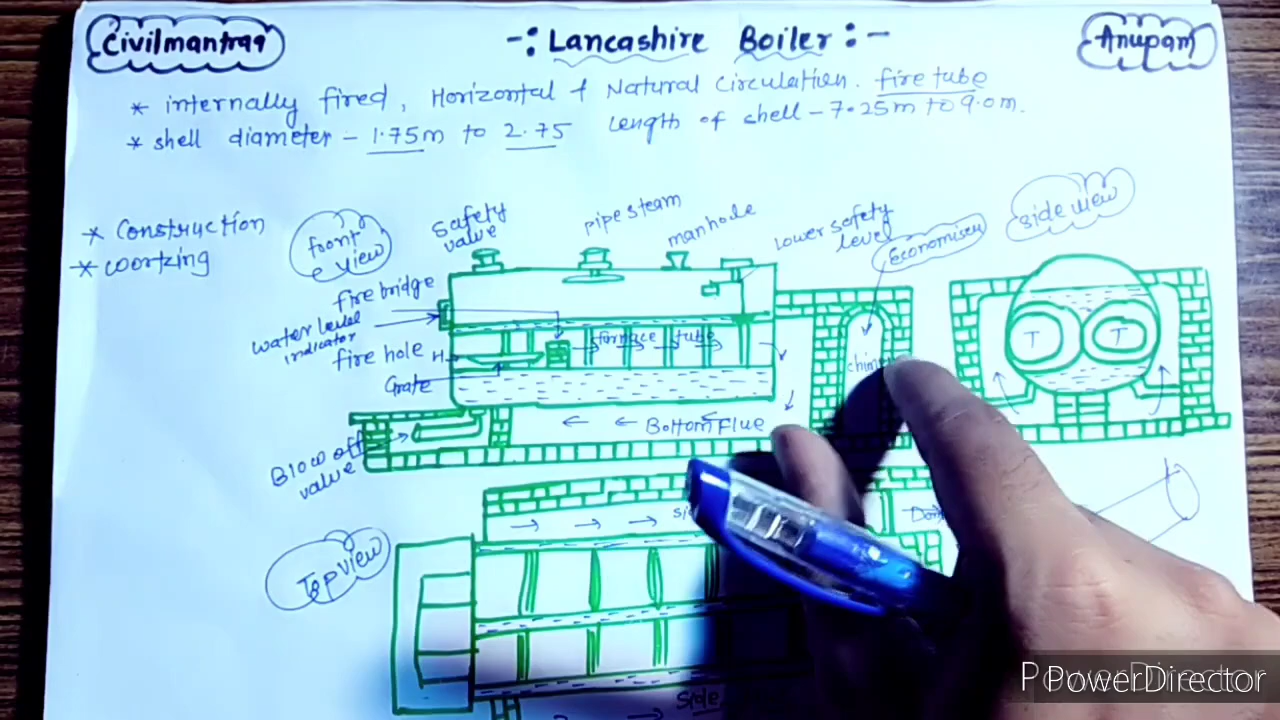 Civilmantraa
-: Lancashire Boiler :-
Anupam
* internally fired, Horizontal & Natural Circulation. fire tube
* shell diameter - 1.75m to 2.75 Length of shell - 7.25m to 9.0m.
* Construction
* Working
front view
safety valve
pipe steam
manhole
Lower safety level
Economiser
Side view
fire bridge
water level indicator
fire hole
Grate
furnace tube
T T
Bottom Flue
Blow off valve
Top view
Side
PowerDirector